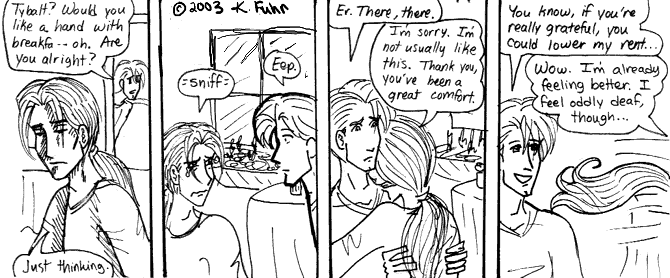 Tybalt? Would you
like a hand with
breakfa-- oh. Are
you alright?
Just thinking.
©2003 -K. Fuhr
=Sniff=
Eep.
Er. There, there.
I'm sorry. I'm
not usually like
this. Thank you,
you've been a
great comfort.
You know, if you're
really grateful, you
could lower my rent...
Wow. I'm already
feeling better. I
feel oddly deaf,
though...